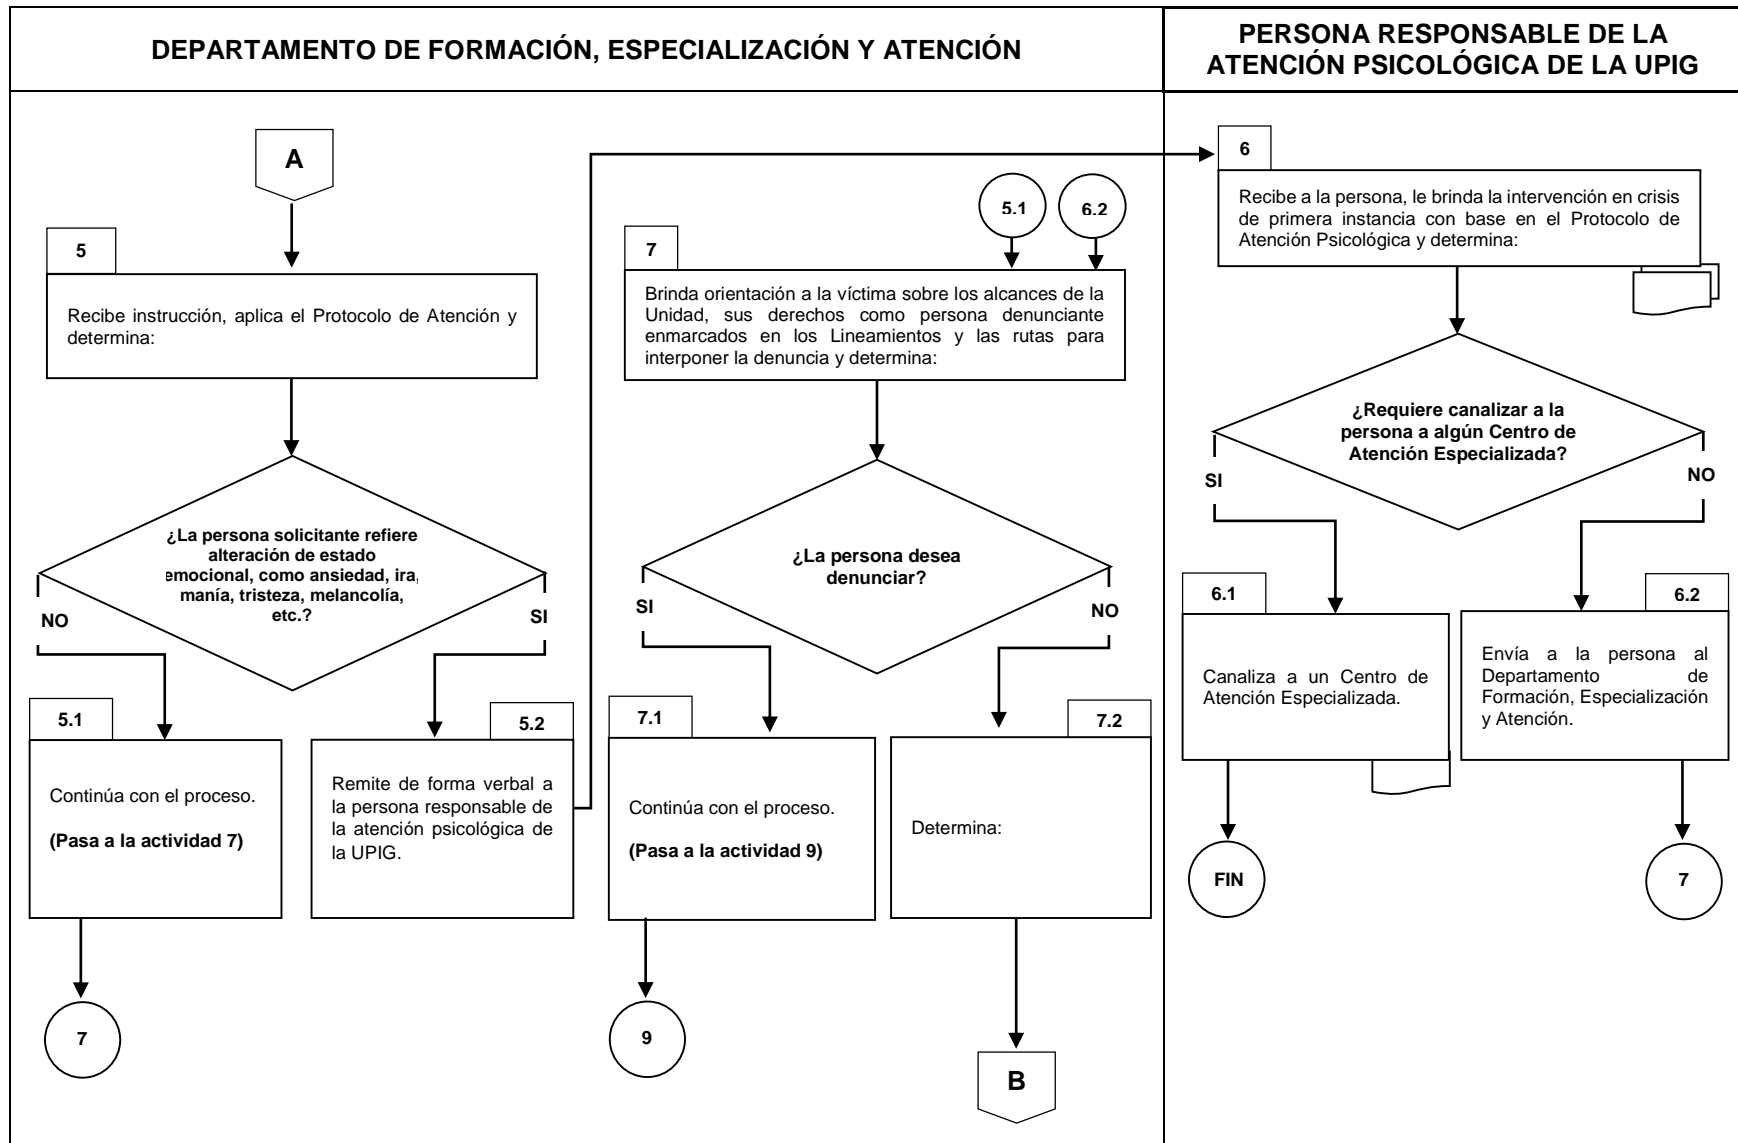 DEPARTAMENTO DE FORMACIÓN, ESPECIALIZACIÓN Y ATENCIÓN
PERSONA RESPONSABLE DE LA
ATENCIÓN PSICOLÓGICA DE LA UPIG
A
5
Recibe instrucción, aplica el Protocolo de Atención y
determina:
¿La persona solicitante refiere
alteración de estado
emocional, como ansiedad, ira,
manía, tristeza, melancolía,
etc.?
NO
SI
5.1
Continúa con el proceso.
(Pasa a la actividad 7)
7
5.2
Remite de forma verbal a
la persona responsable de
la atención psicológica de
la UPIG.
5.1
6.2
7
Brinda orientación a la víctima sobre los alcances de la
Unidad, sus derechos como persona denunciante
enmarcados en los Lineamientos y las rutas para
interponer la denuncia y determina:
¿La persona desea
denunciar?
SI
NO
7.1
Continúa con el proceso.
(Pasa a la actividad 9)
9
7.2
Determina:
B
6
Recibe a la persona, le brinda la intervención en crisis
de primera instancia con base en el Protocolo de
Atención Psicológica y determina:
¿Requiere canalizar a la
persona a algún Centro de
Atención Especializada?
SI
NO
6.1
Canaliza a un Centro de
Atención Especializada.
FIN
6.2
Envía a la persona al
Departamento de
Formación, Especialización
y Atención.
7